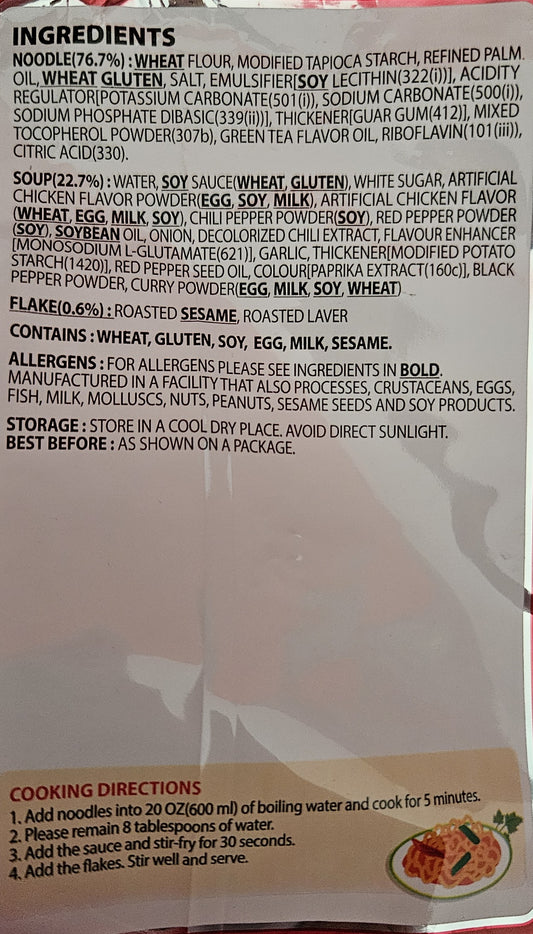 INGREDIENTS
NOODLE(76.7%) : WHEAT FLOUR, MODIFIED TAPIOCA STARCH, REFINED PALM
OIL, WHEAT GLUTEN, SALT, EMULSIFIER[SOY LECITHIN(322(i))], ACIDITY
REGULATOR[POTASSIUM CARBONATE(501(i)), SODIUM CARBONATE(500(i)),
SODIUM PHOSPHATE DIBASIC(339(ii))], THICKENER[GUAR GUM(412)], MIXED
TOCOPHEROL POWDER(307b), GREEN TEA FLAVOR OIL, RIBOFLAVIN(101(iii)),
CITRIC ACID(330).
SOUP(22.7%) : WATER, SOY SAUCE(WHEAT, GLUTEN), WHITE SUGAR, ARTIFICIAL
CHICKEN FLAVOR POWDER(EGG, SOY, MILK), ARTIFICIAL CHICKEN FLAVOR
(WHEAT, EGG, MILK, SOY), CHILI PEPPER POWDER(SOY), RED PEPPER POWDER
(SOY), SOYBEAN OIL, ONION, DECOLORIZED CHILI EXTRACT, FLAVOUR ENHANCER
[MONOSODIUM L-GLUTAMATE(621)], GARLIC, THICKENER[MODIFIED POTATO
STARCH(1420)], RED PEPPER SEED OIL, COLOUR[PAPRIKA EXTRACT(160c)], BLACK
PEPPER POWDER, CURRY POWDER(EGG, MILK, SOY, WHEAT)
FLAKE(0.6%) : ROASTED SESAME, ROASTED LAVER
CONTAINS : WHEAT, GLUTEN, SOY, EGG, MILK, SESAME.
ALLERGENS : FOR ALLERGENS PLEASE SEE INGREDIENTS IN BOLD.
MANUFACTURED IN A FACILITY THAT ALSO PROCESSES, CRUSTACEANS, EGGS,
FISH, MILK, MOLLUSCS, NUTS, PEANUTS, SESAME SEEDS AND SOY PRODUCTS.
STORAGE : STORE IN A COOL DRY PLACE. AVOID DIRECT SUNLIGHT.
BEST BEFORE : AS SHOWN ON A PACKAGE.
COOKING DIRECTIONS
1. Add noodles into 20 OZ(600 ml) of boiling water and cook for 5 minutes.
2. Please remain 8 tablespoons of water.
3. Add the sauce and stir-fry for 30 seconds.
4. Add the flakes. Stir well and serve.